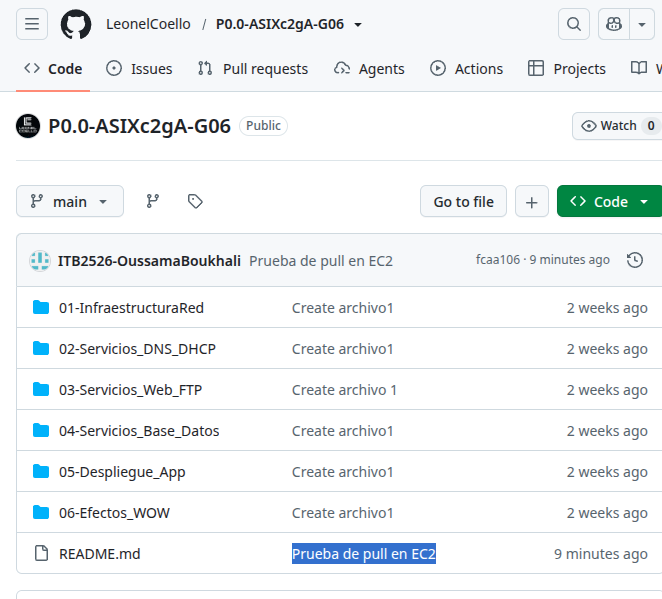 LeonelCoello / P0.0-ASIXc2gA-G06
Code Issues Pull requests Agents Actions Projects
P0.0-ASIXc2gA-G06 Public Watch 0
main Go to file Code
ITB2526-OussamaBoukhali Prueba de pull en EC2 fcaa106 · 9 minutes ago
01-InfraestructuraRed Create archivo1 2 weeks ago
02-Servicios_DNS_DHCP Create archivo1 2 weeks ago
03-Servicios_Web_FTP Create archivo 1 2 weeks ago
04-Servicios_Base_Datos Create archivo1 2 weeks ago
05-Despliegue_App Create archivo1 2 weeks ago
06-Efectos_WOW Create archivo1 2 weeks ago
README.md Prueba de pull en EC2 9 minutes ago